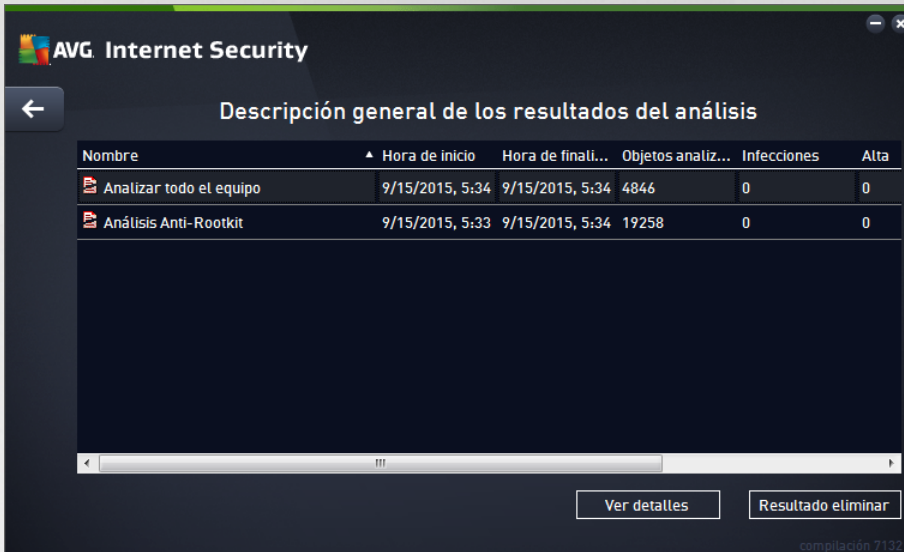 AVG. Internet Security
Descripción general de los resultados del análisis
Nombre Hora de inicio Hora de finali... Objetos analiz... Infecciones Alta
Analizar todo el equipo 9/15/2015, 5:34 9/15/2015, 5:34 4846 0 0
Análisis Anti-Rootkit 9/15/2015, 5:33 9/15/2015, 5:34 19258 0 0
Ver detalles Resultado eliminar
compilación 7132